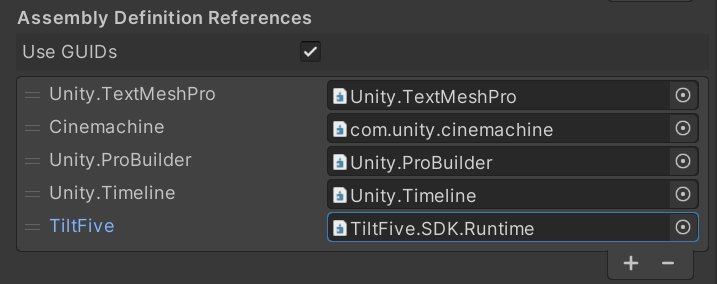 Assembly Definition References
Use GUIDs
Unity.TextMeshPro Unity.TextMeshPro
Cinemachine com.unity.cinemachine
Unity.ProBuilder Unity.ProBuilder
Unity.Timeline Unity.Timeline
TiltFive TiltFive.SDK.Runtime